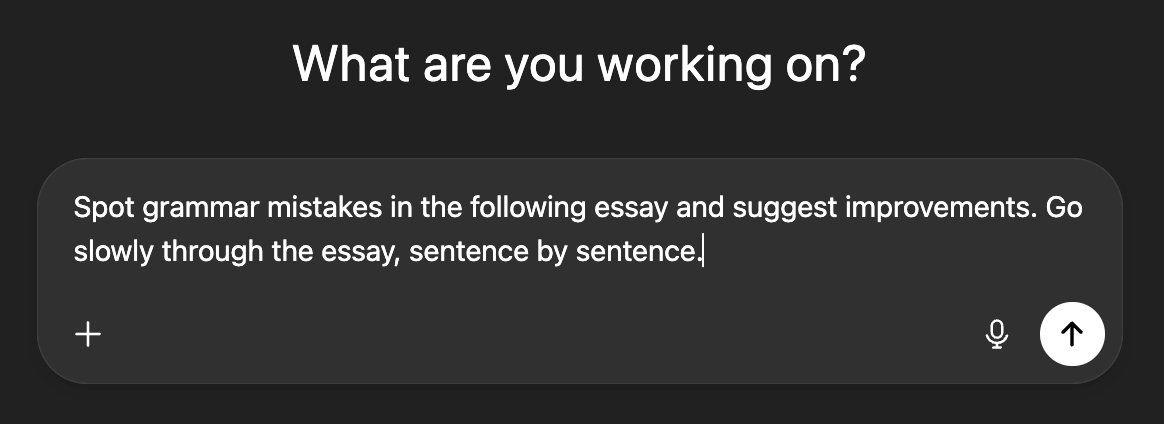 What are you working on?
Spot grammar mistakes in the following essay and suggest improvements. Go
slowly through the essay, sentence by sentence.